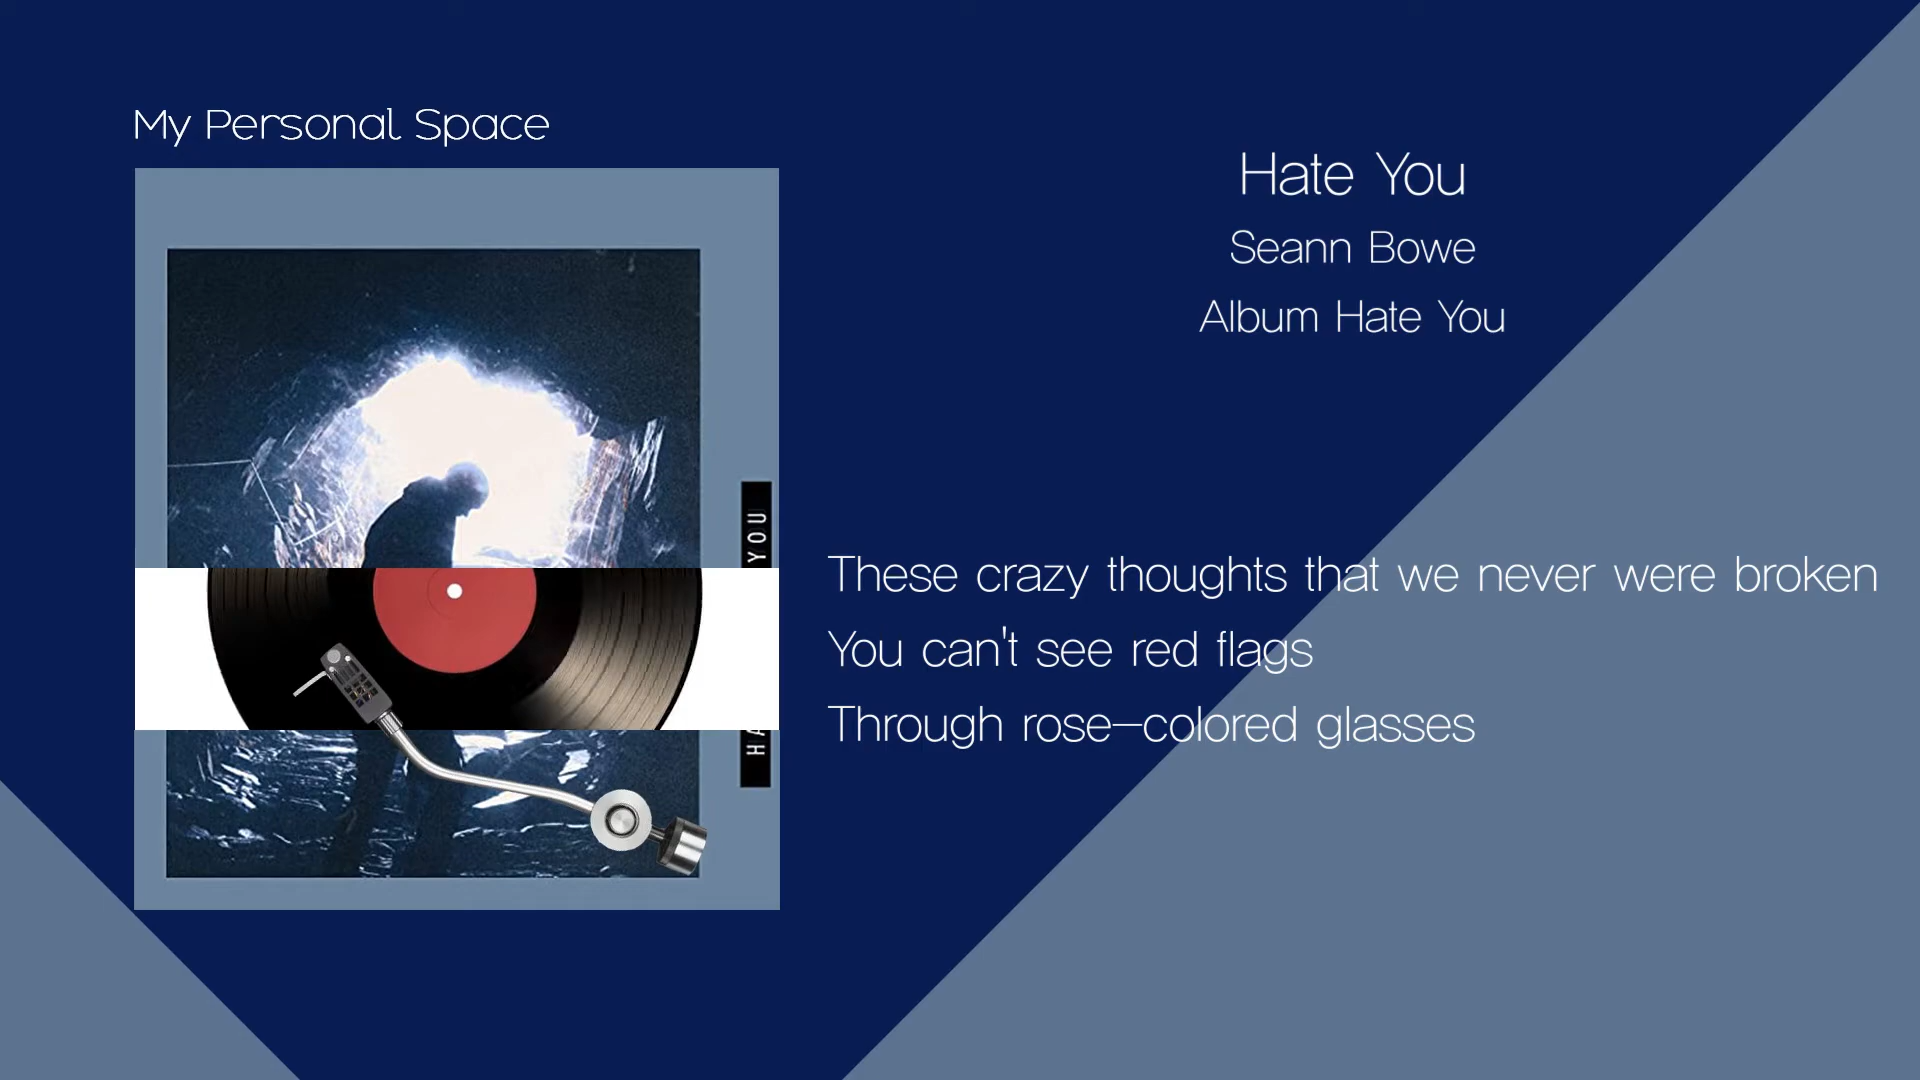 My Personal Space
Hate You
Seann Bowe
Album Hate You
YOU
HA
These crazy thoughts that we never were broken
You can't see red flags
Through rose-colored glasses